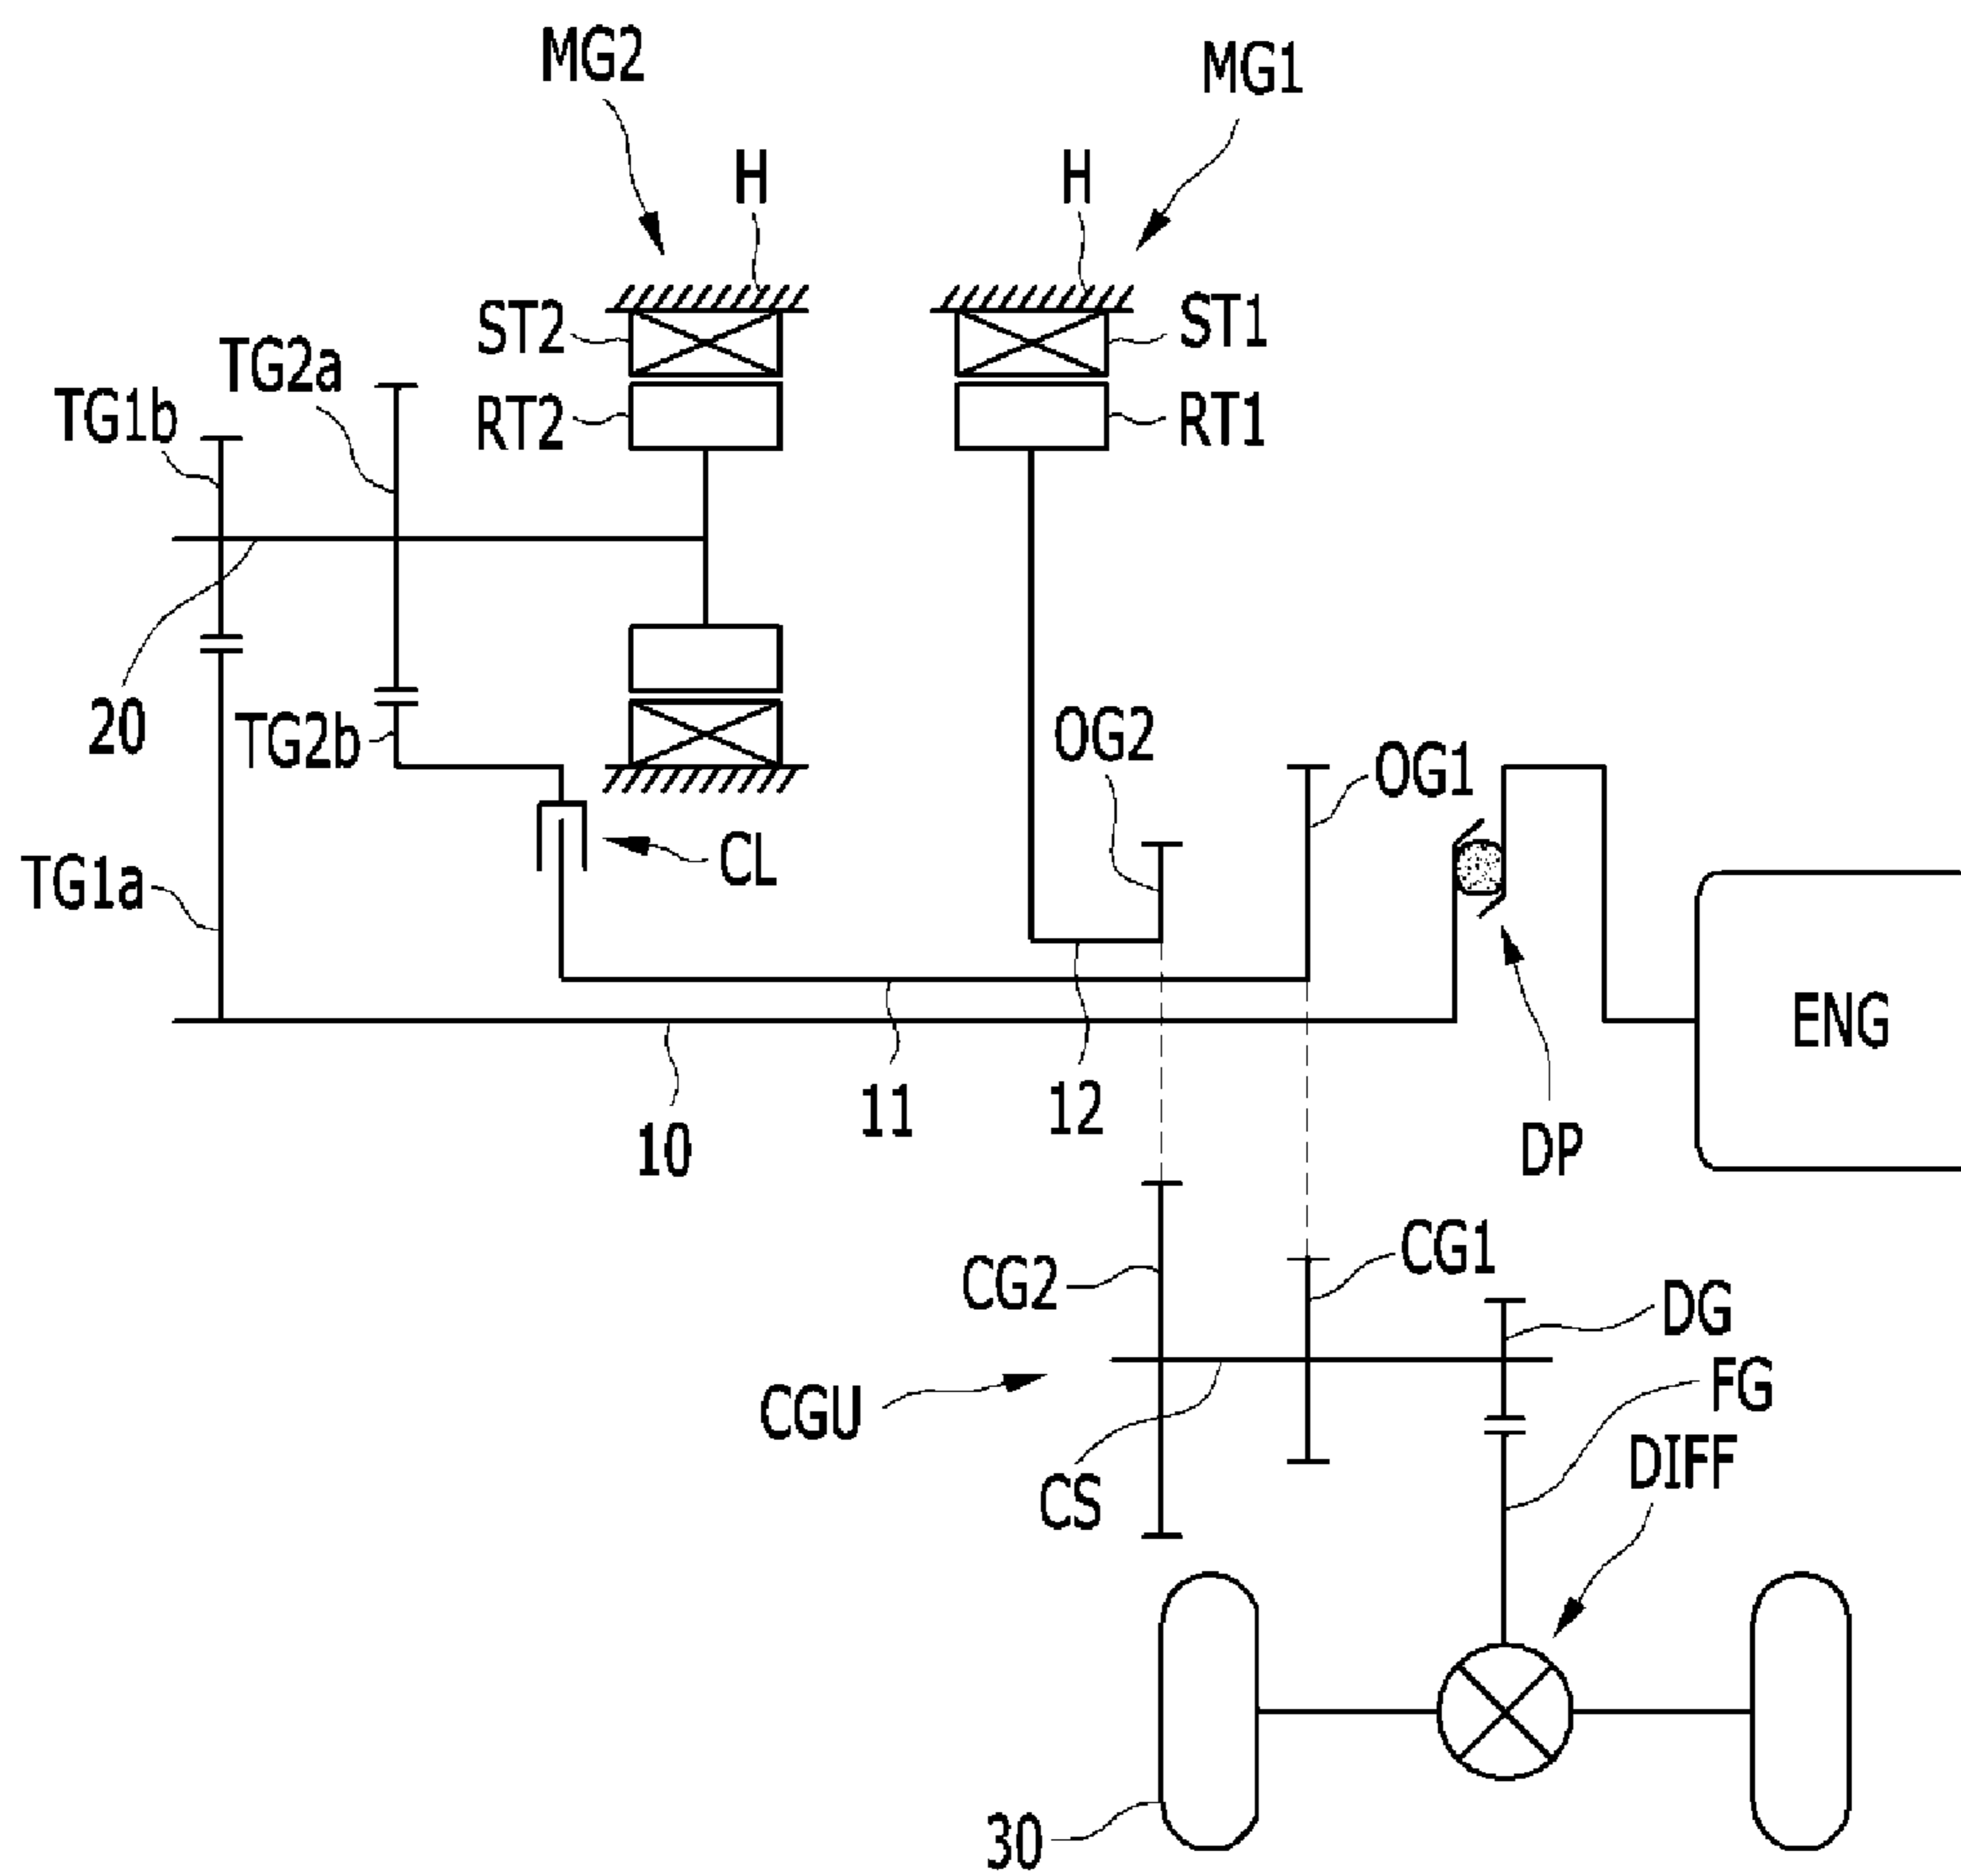 MG2
MG1
H
H
ST2
ST1
TG2a
TG1b
RT2
RT1
20
TG2b
OG2
OG1
CL
TG1a
ENG
11
12
10
DP
CG2
CG1
DG
FG
CGU
DIFF
CS
30